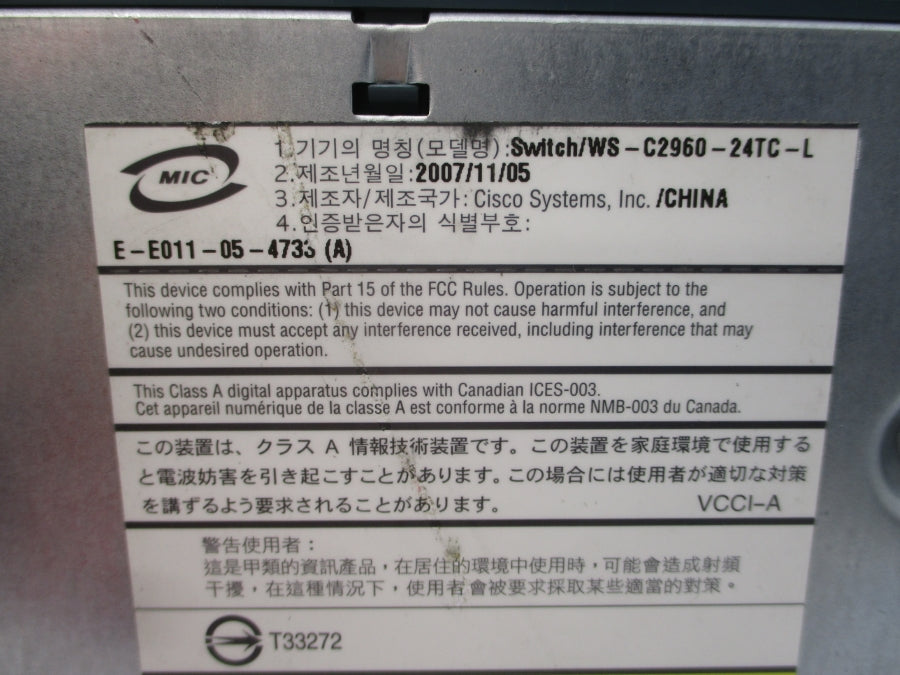 MIC
1.기기의 명칭(모델명):Switch/WS-C2960-24TC-L
2.제조년월일:2007/11/05
3.제조자/제조국가: Cisco Systems, Inc. /CHINA
4.인증받은자의 식별부호:
E-E011-05-4733 (A)
This device complies with Part 15 of the FCC Rules. Operation is subject to the
following two conditions: (1) this device may not cause harmful interference, and
(2) this device must accept any interference received, including interference that may
cause undesired operation.
This Class A digital apparatus complies with Canadian ICES-003.
Cet appareil numérique de la classe A est conforme à la norme NMB-003 du Canada.
この装置は、クラス A 情報技術装置です。この装置を家庭環境で使用する
と電波妨害を引き起こすことがあります。この場合には使用者が適切な対策
を講ずるよう要求されることがあります。 VCCI-A
警告使用者：
這是甲類的資訊產品，在居住的環境中使用時，可能會造成射頻
干擾，在這種情況下，使用者會被要求採取某些適當的對策。
T33272